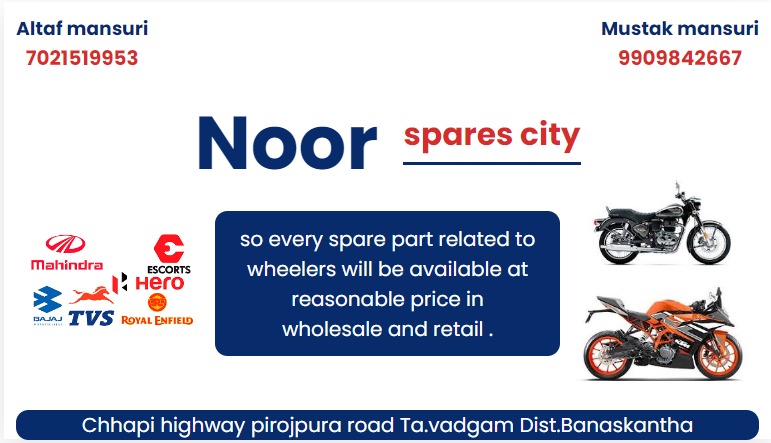 Altaf mansuri
7021519953
Mustak mansuri
9909842667
Noor spares city
so every spare part related to
wheelers will be available at
reasonable price in
wholesale and retail .
Mahindra
ESCORTS
Hero
BAJAJ
TVS
ROYAL ENFIELD
Chhapi highway pirojpura road Ta.vadgam Dist.Banaskantha